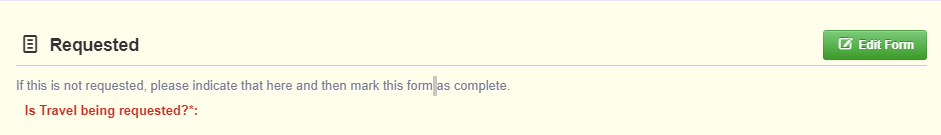 Requested
Edit Form
If this is not requested, please indicate that here and then mark this form as complete.
Is Travel being requested?*: